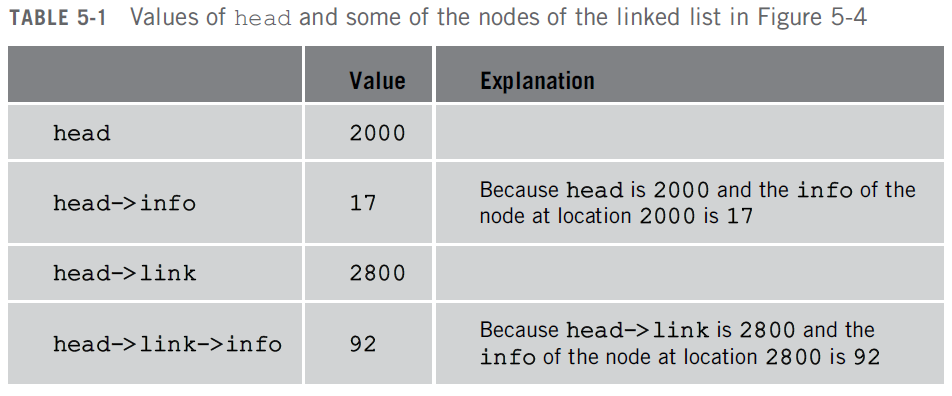 TABLE 5-1 Values of head and some of the nodes of the linked list in Figure 5-4
Value Explanation
head 2000
head->info 17 Because head is 2000 and the info of the
node at location 2000 is 17
head->link 2800
head->link->info 92 Because head->link is 2800 and the
info of the node at location 2800 is 92